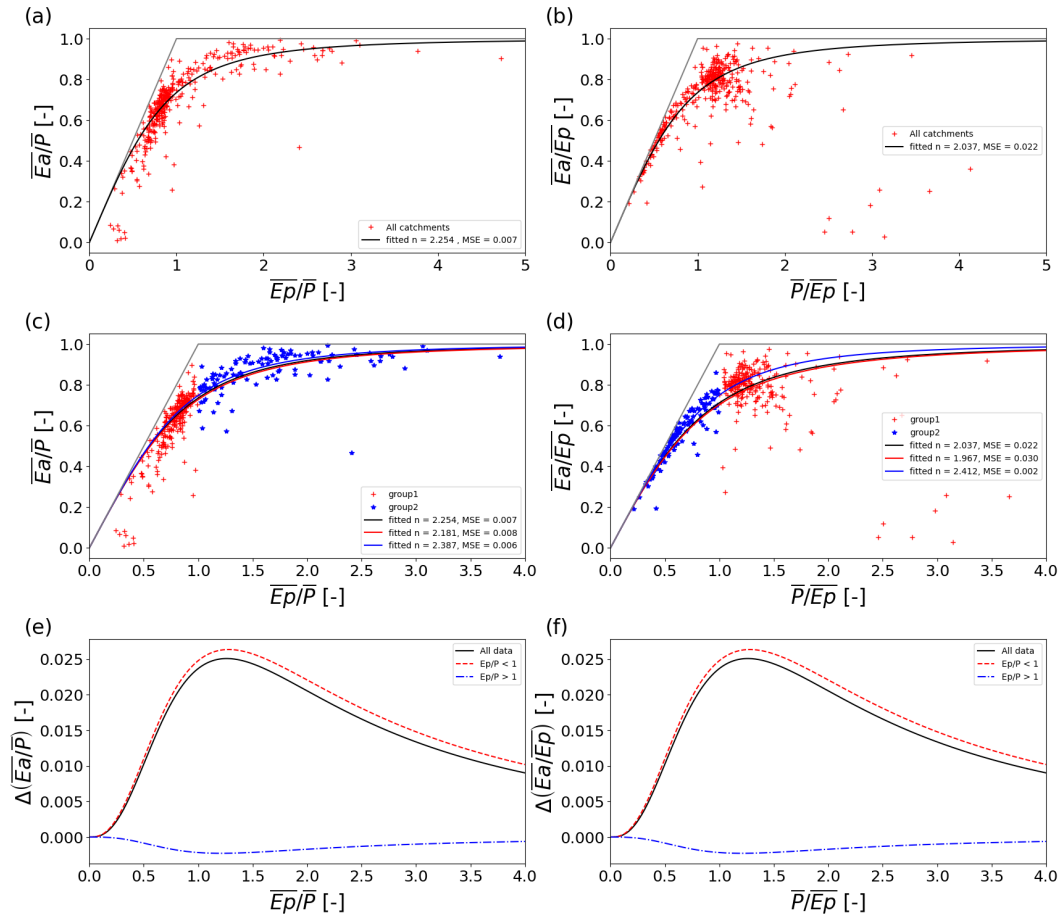 (a)
1.0
0.8
0.6
0.4
0.2
0.0
Ea/P [-]
All catchments
fitted n = 2.254 , MSE = 0.007
0 1 2 3 4 5
Ep/P [-]
(b)
1.0
0.8
0.6
0.4
0.2
0.0
Ea/Ep [-]
All catchments
fitted n = 2.037, MSE = 0.022
0 1 2 3 4 5
P/Ep [-]
(c)
1.0
0.8
0.6
0.4
0.2
0.0
Ea/P [-]
group1
group2
fitted n = 2.254, MSE = 0.007
fitted n = 2.181, MSE = 0.008
fitted n = 2.387, MSE = 0.006
0.0 0.5 1.0 1.5 2.0 2.5 3.0 3.5 4.0
Ep/P [-]
(d)
1.0
0.8
0.6
0.4
0.2
0.0
Ea/Ep [-]
group1
group2
fitted n = 2.037, MSE = 0.022
fitted n = 1.967, MSE = 0.030
fitted n = 2.412, MSE = 0.002
0.0 0.5 1.0 1.5 2.0 2.5 3.0 3.5 4.0
P/Ep [-]
(e)
0.025
0.020
0.015
0.010
0.005
0.000
Δ(Ea/P) [-]
All data
Ep/P < 1
Ep/P > 1
0.0 0.5 1.0 1.5 2.0 2.5 3.0 3.5 4.0
Ep/P [-]
(f)
0.025
0.020
0.015
0.010
0.005
0.000
Δ(Ea/Ep) [-]
All data
Ep/P < 1
Ep/P > 1
0.0 0.5 1.0 1.5 2.0 2.5 3.0 3.5 4.0
P/Ep [-]